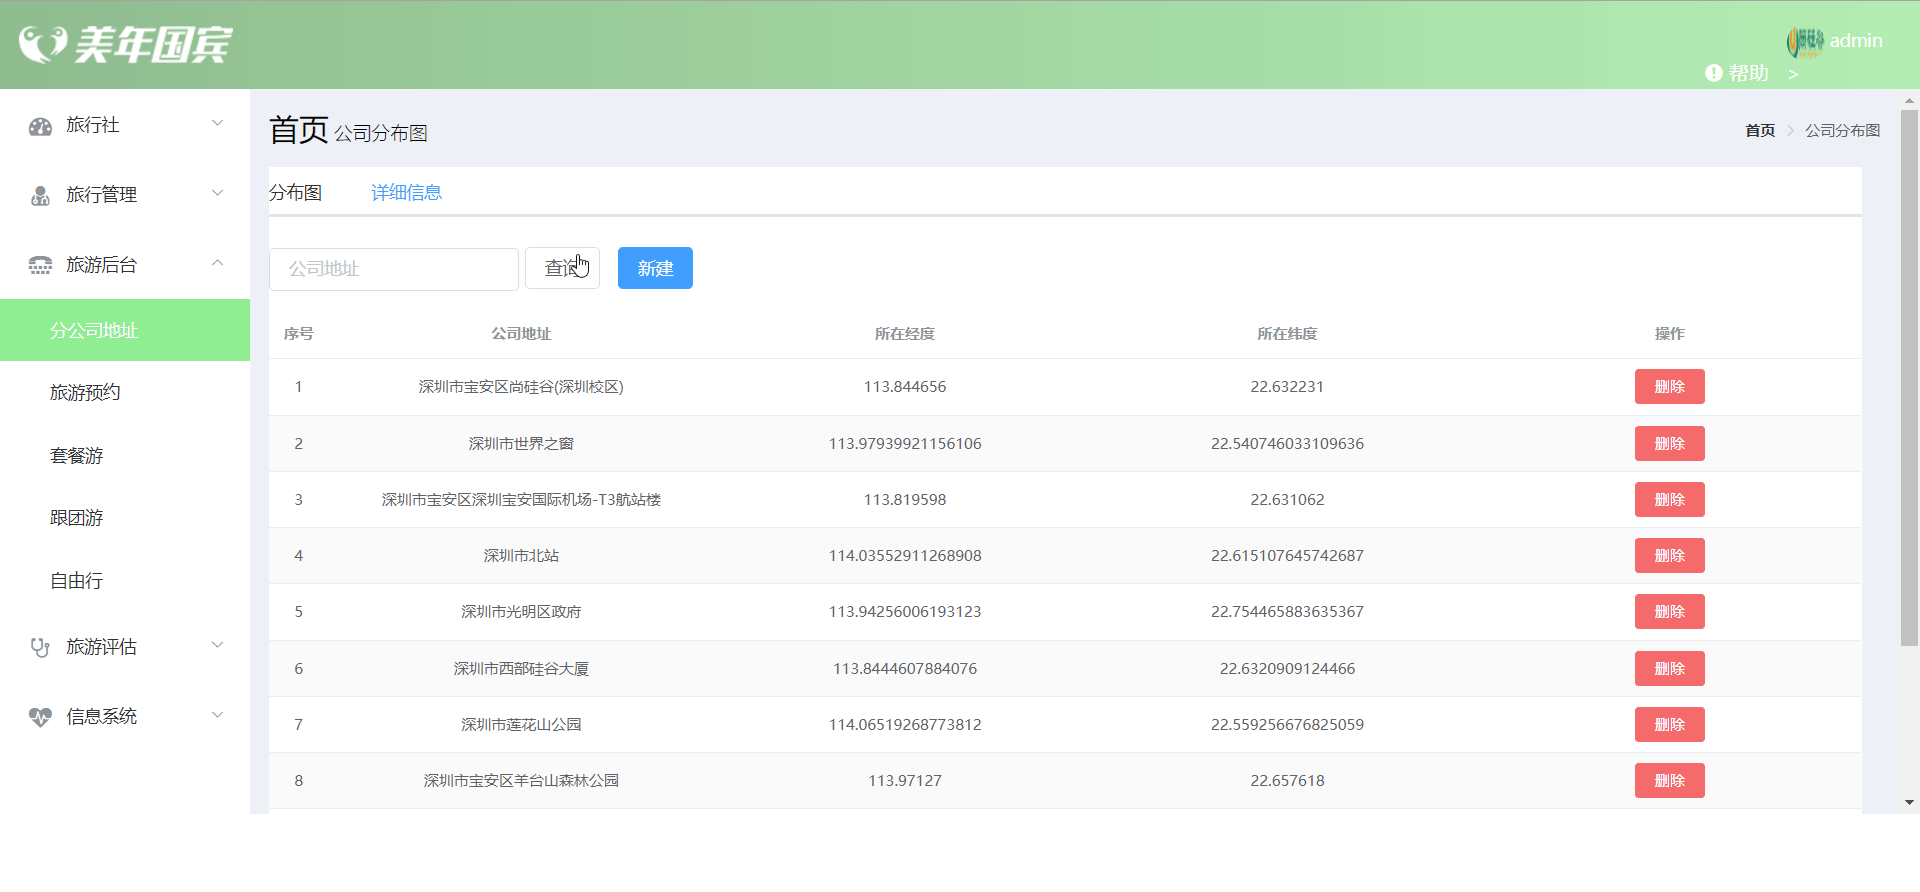 美年国宾
admin
帮助 >
旅行社
旅行管理
旅游后台
分公司地址
旅游预约
套餐游
跟团游
自由行
旅游评估
信息系统
首页 公司分布图
首页 > 公司分布图
分布图 详细信息
公司地址 查询 新建
序号 公司地址 所在经度 所在纬度 操作
1 深圳市宝安区尚硅谷(深圳校区) 113.844656 22.632231 删除
2 深圳市世界之窗 113.97939921156106 22.540746033109636 删除
3 深圳市宝安区深圳宝安国际机场-T3航站楼 113.819598 22.631062 删除
4 深圳市北站 114.03552911268908 22.615107645742687 删除
5 深圳市光明区政府 113.94256006193123 22.754465883635367 删除
6 深圳市西部硅谷大厦 113.8444607884076 22.6320909124466 删除
7 深圳市莲花山公园 114.06519268773812 22.559256676825059 删除
8 深圳市宝安区羊台山森林公园 113.97127 22.657618 删除